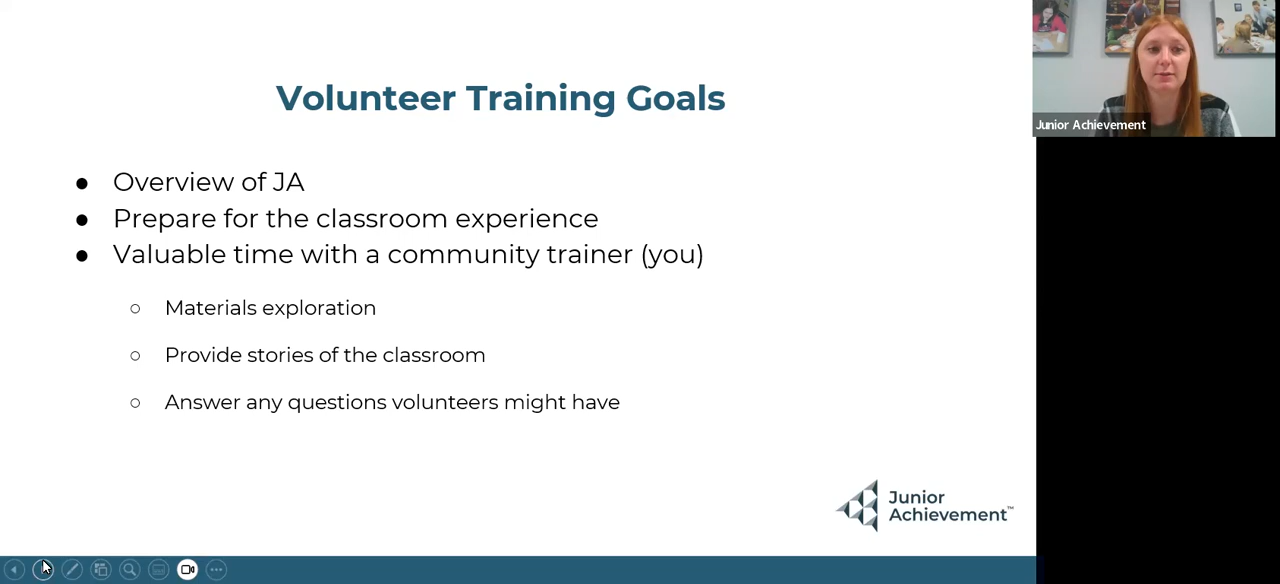 Volunteer Training Goals
● Overview of JA
● Prepare for the classroom experience
● Valuable time with a community trainer (you)
○ Materials exploration
○ Provide stories of the classroom
○ Answer any questions volunteers might have
Junior
Achievement™
Junior Achievement